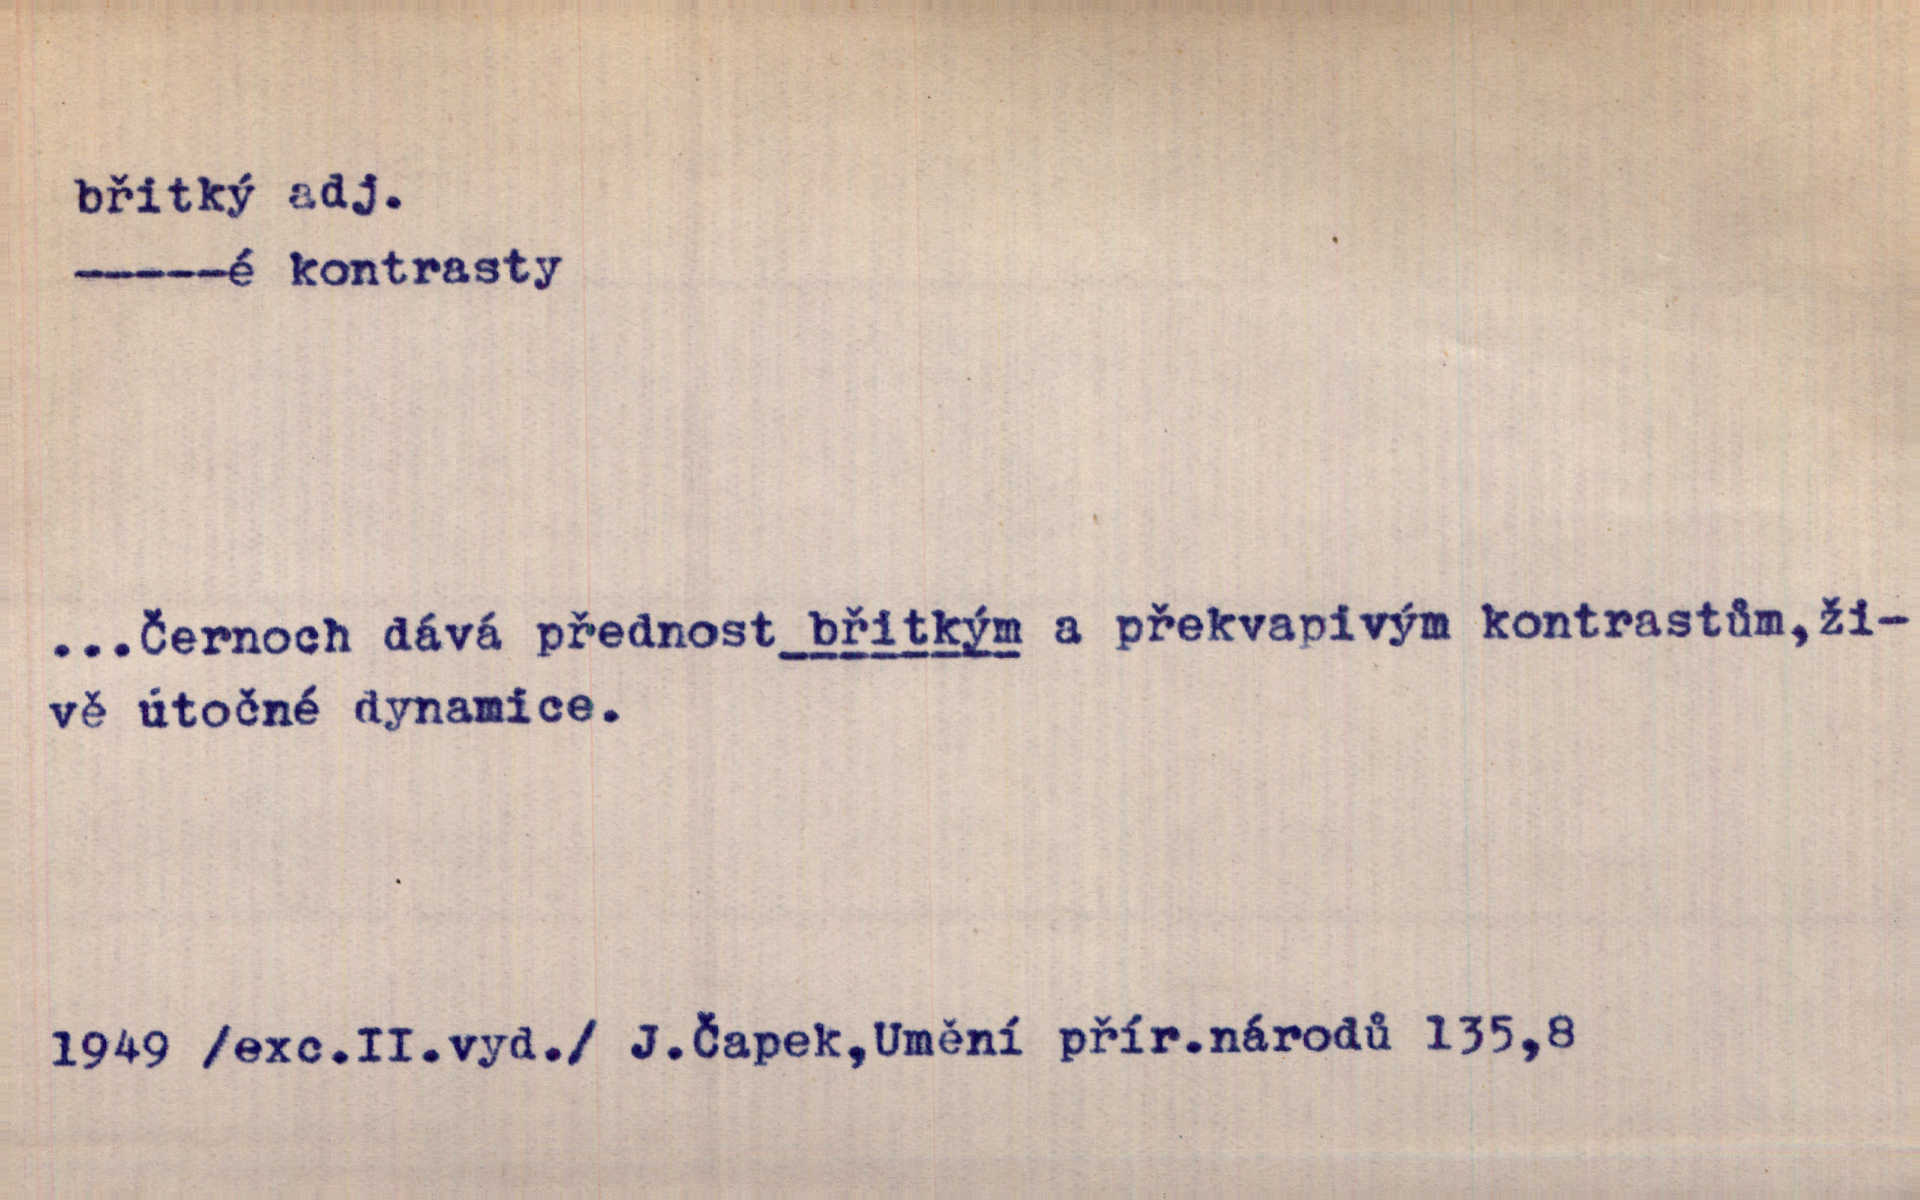 břitký adj.
-----é kontrasty
...Černoch dává přednost břitkým a překvapivým kontrastům,ži-
vě útočné dynamice.
1949 /exc.II.vyd./ J.Čapek,Umění přír.národů 135,8